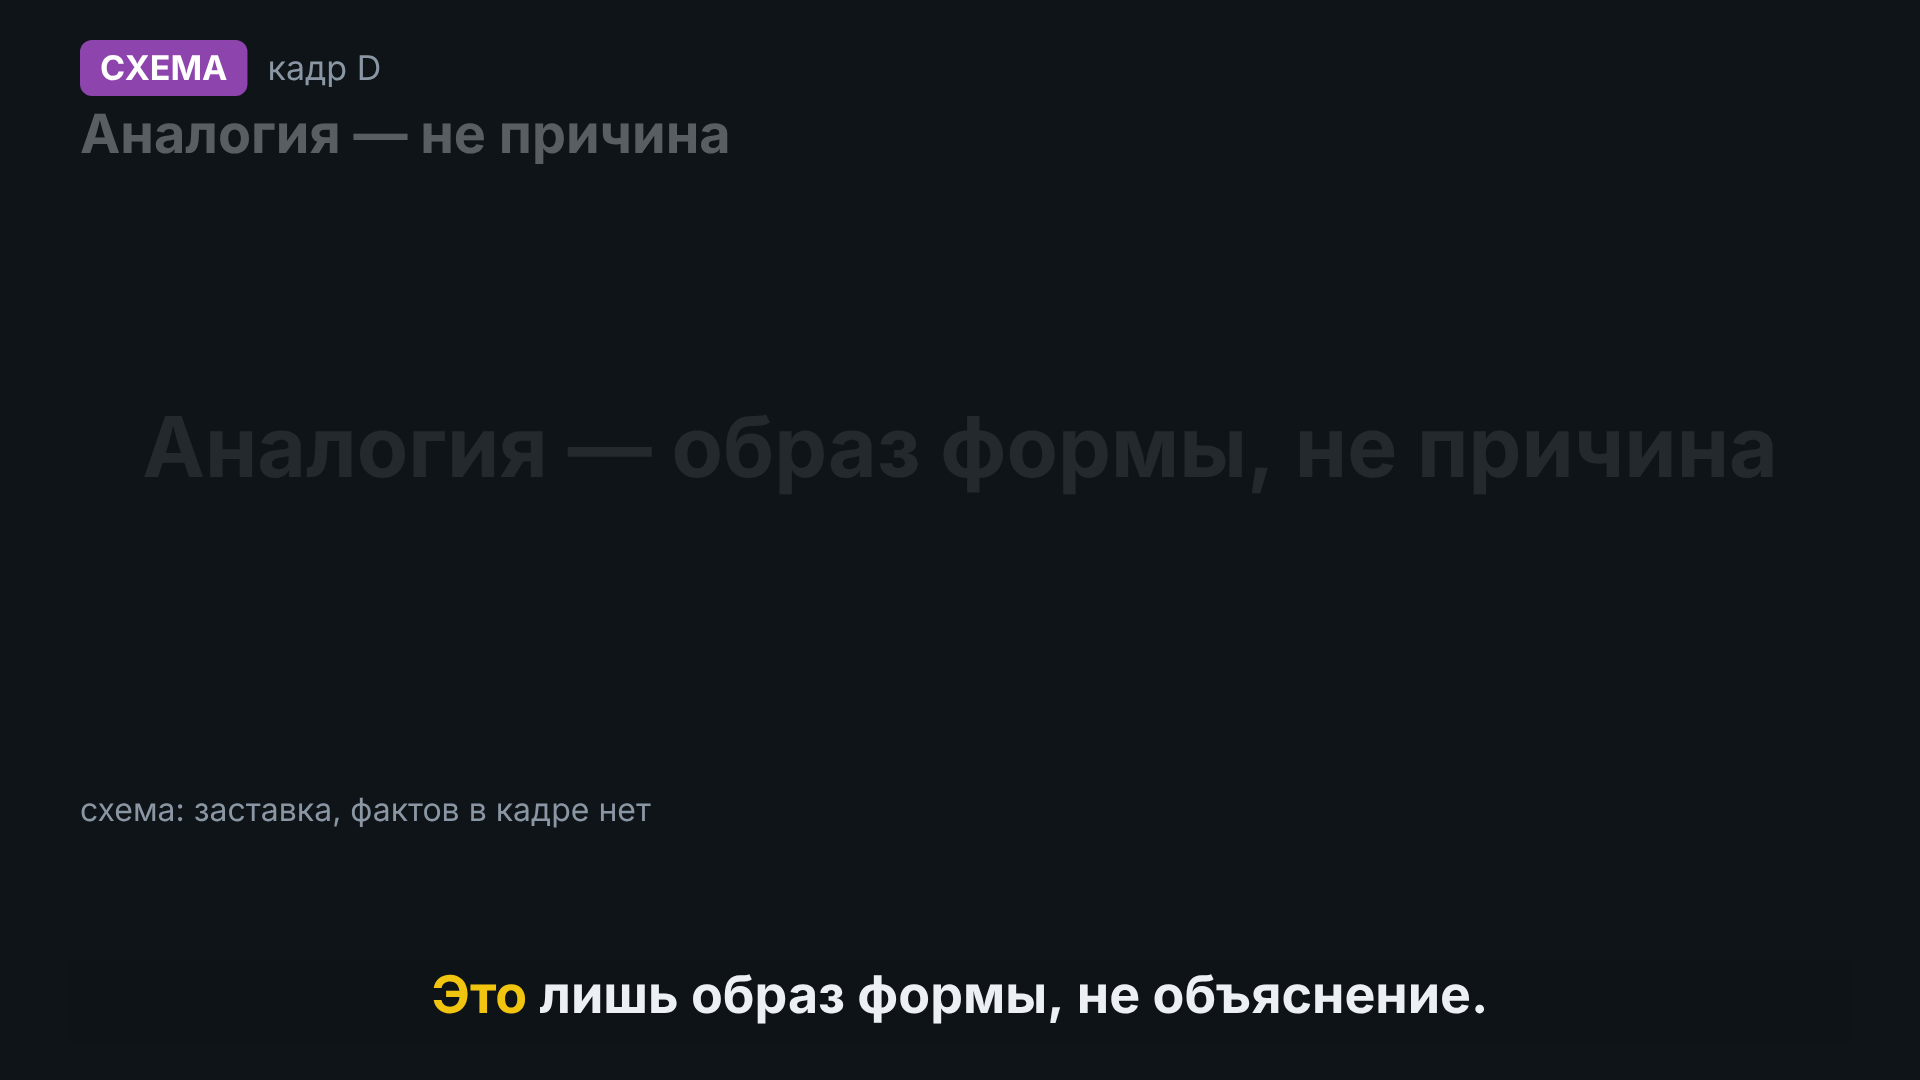 СХЕМА кадр D
Аналогия — не причина
Аналогия — образ формы, не причина
схема: заставка, фактов в кадре нет
Это лишь образ формы, не объяснение.